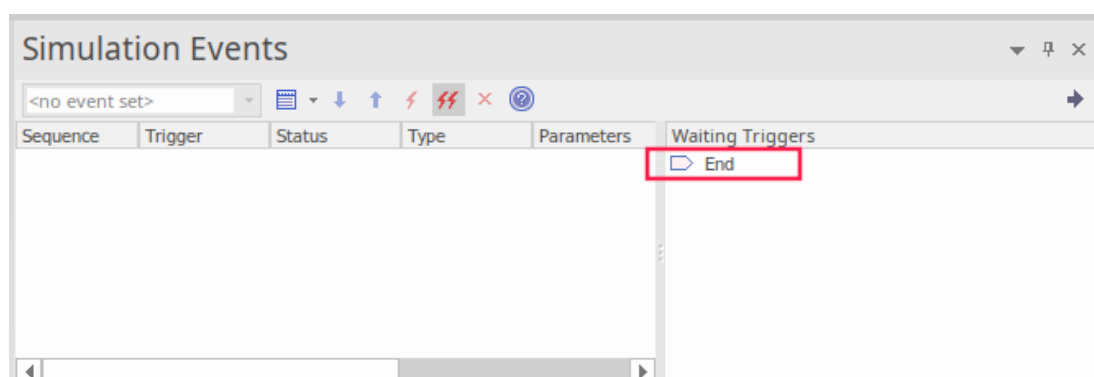 Simulation Events
<no event set>
Sequence Trigger Status Type Parameters Waiting Triggers
End